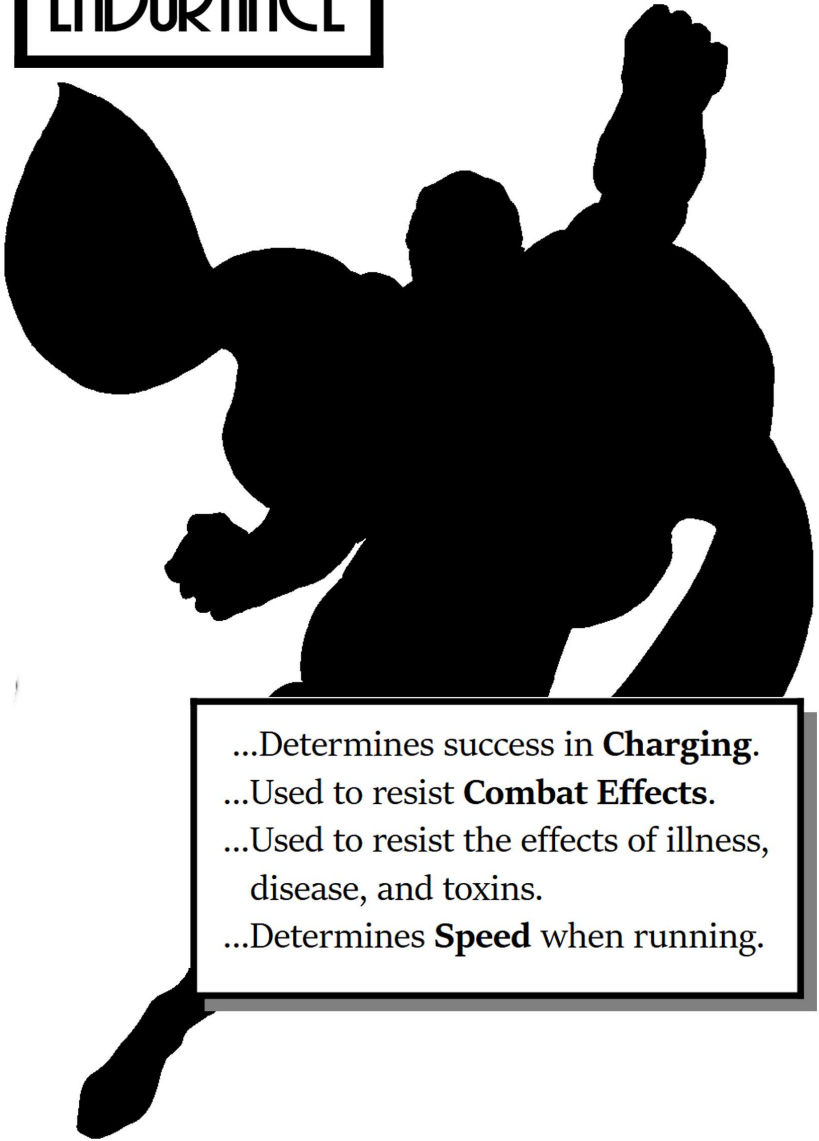 ENDURANCE
...Determines success in Charging.
...Used to resist Combat Effects.
...Used to resist the effects of illness,
disease, and toxins.
...Determines Speed when running.